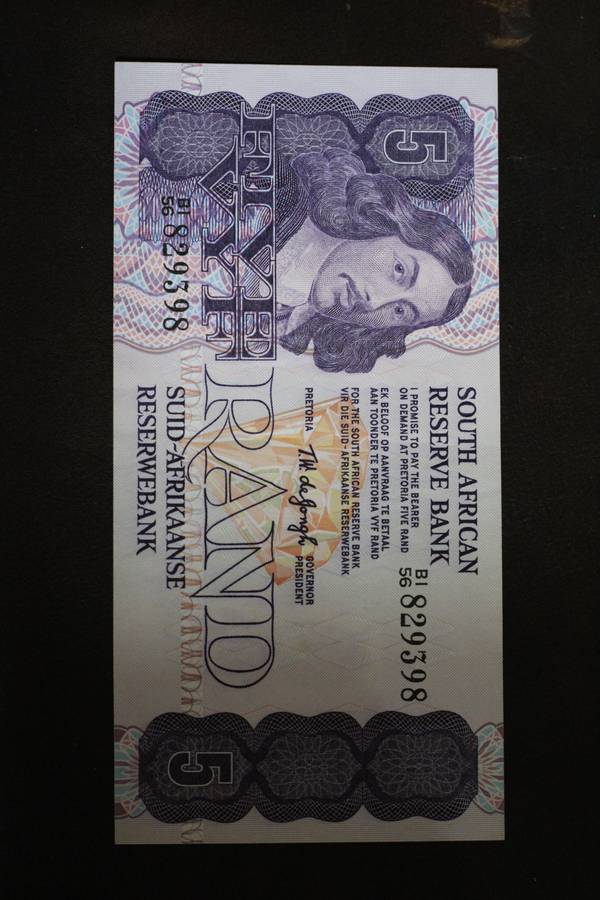 5
FIVE
VYF
RAND
BI
56 829398
SOUTH AFRICAN
RESERVE BANK
I PROMISE TO PAY THE BEARER
ON DEMAND AT PRETORIA FIVE RAND
EK BELOOF OP AANVRAAG TE BETAAL
AAN TOONDER TE PRETORIA VYF RAND
FOR THE SOUTH AFRICAN RESERVE BANK
VIR DIE SUID-AFRIKAANSE RESERWEBANK
PRETORIA T.W. de Jongh GOVERNOR
PRESIDENT
BI
56 829398
SUID-AFRIKAANSE
RESERWEBANK
5